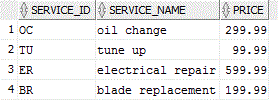 SERVICE_ID SERVICE_NAME PRICE
1 OC oil change 299.99
2 TU tune up 99.99
3 ER electrical repair 599.99
4 BR blade replacement 199.99